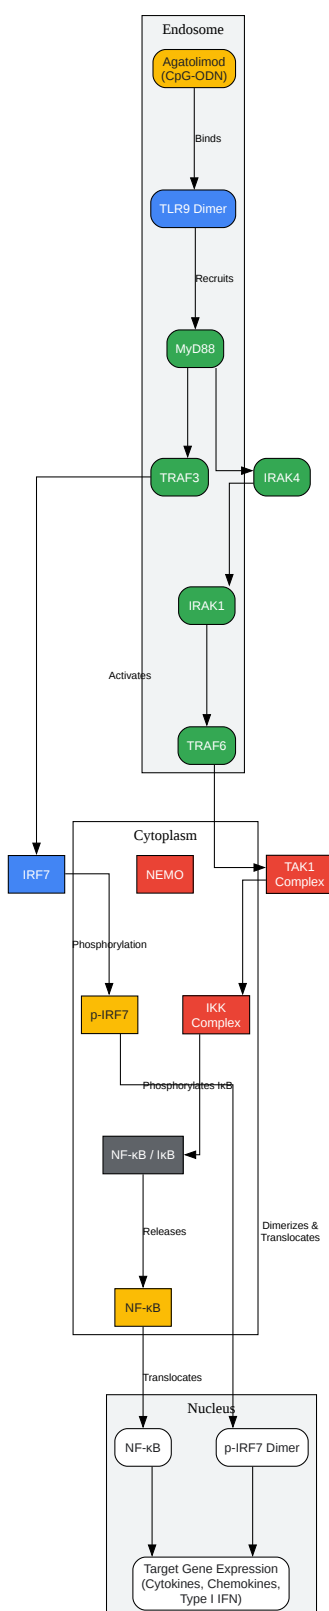 Endosome
Agatolimod
(CpG-ODN)
Binds
TLR9 Dimer
Recruits
MyD88
TRAF3
IRAK4
IRAK1
Activates
TRAF6
Cytoplasm
IRF7
NEMO
TAK1
Complex
Phosphorylation
p-IRF7
IKK
Complex
Phosphorylates IκB
NF-κB / IκB
Releases
Dimerizes &
Translocates
NF-κB
Translocates
Nucleus
NF-κB
p-IRF7 Dimer
Target Gene Expression
(Cytokines, Chemokines,
Type I IFN)